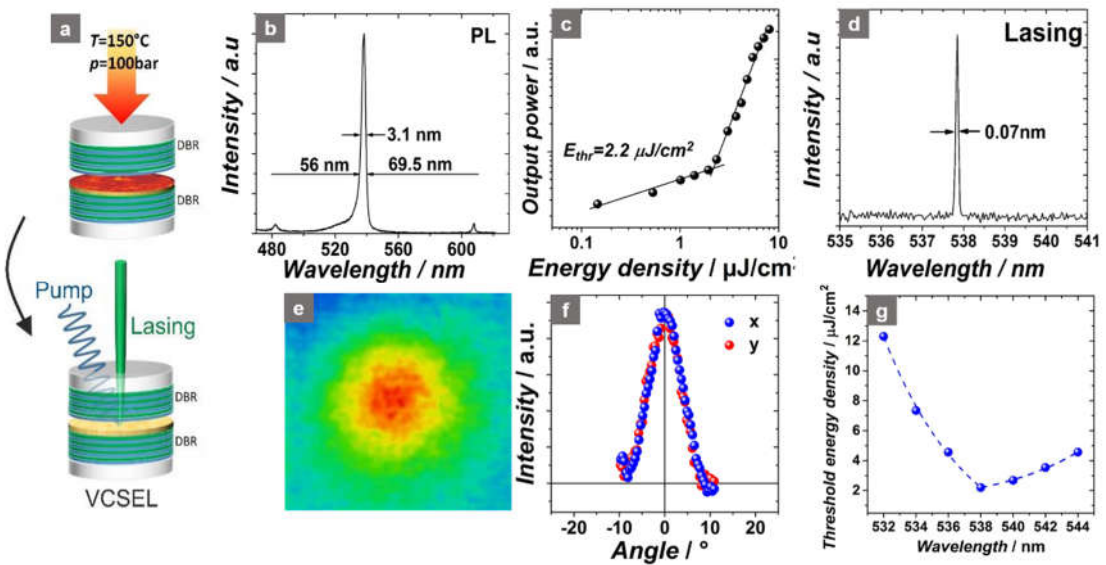 a
T=150°C
p=100bar
DBR
DBR
Pump
Lasing
DBR
DBR
VCSEL
b
PL
3.1 nm
56 nm
69.5 nm
Intensity / a.u
480
520
560
600
Wavelength / nm
c
Output power / a.u.
E_thr=2.2 µJ/cm²
0.1
1
10
Energy density / µJ/cm²
d
Lasing
0.07nm
Intensity / a.u
535
536
537
538
539
540
541
Wavelength / nm
e
f
x
y
Intensity / a.u.
-20
-10
0
10
20
Angle / °
g
Threshold energy density / µJ/cm²
14
12
10
8
6
4
2
532
534
536
538
540
542
544
Wavelength / nm